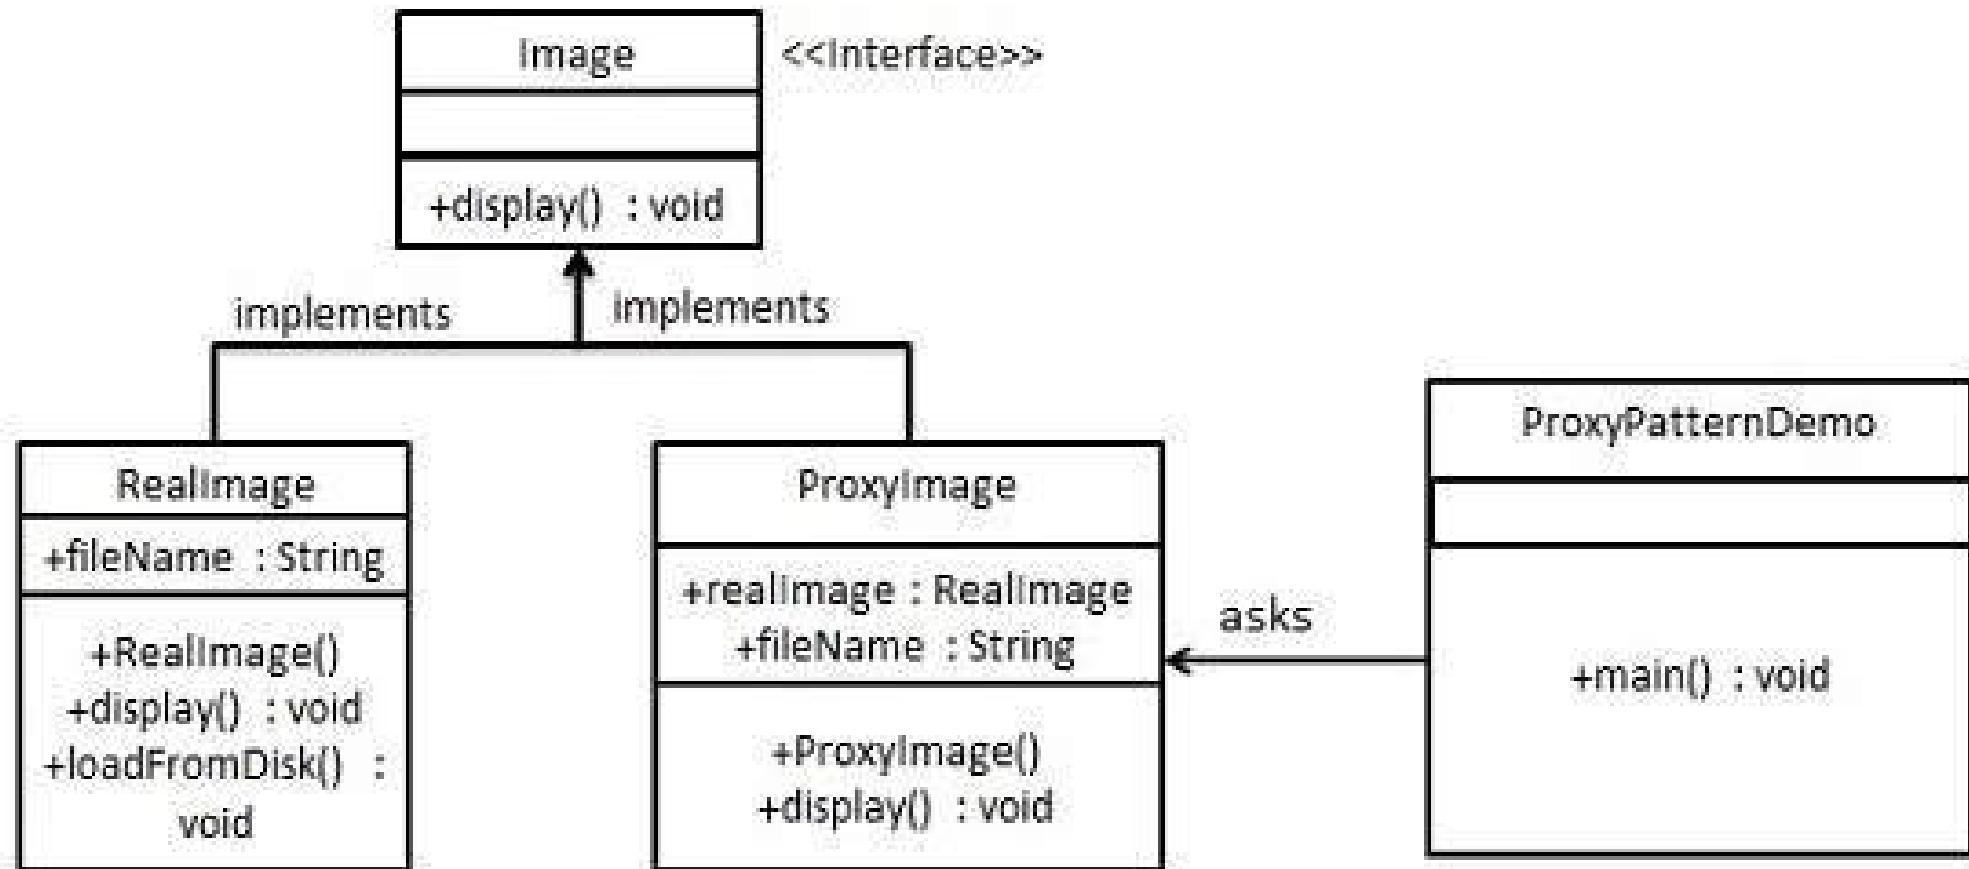 Image
<<Interface>>
+display() : void
implements
implements
RealImage
+fileName : String
+RealImage()
+display() : void
+loadFromDisk() :
void
ProxyImage
+realImage : RealImage
+fileName : String
+ProxyImage()
+display() : void
asks
ProxyPatternDemo
+main() : void